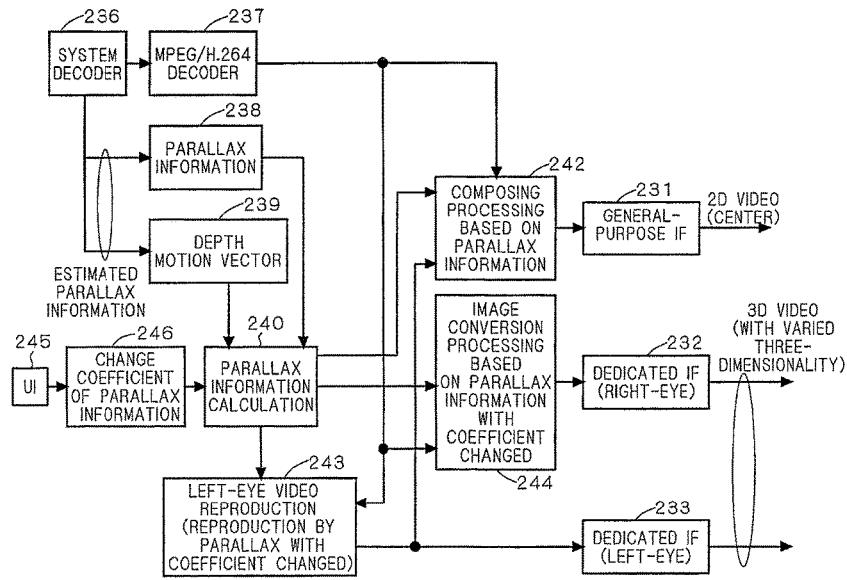 236
SYSTEM
DECODER
237
MPEG/H.264
DECODER
238
PARALLAX
INFORMATION
239
DEPTH
MOTION VECTOR
ESTIMATED
PARALLAX
INFORMATION
242
COMPOSING
PROCESSING
BASED ON
PARALLAX
INFORMATION
231
GENERAL-
PURPOSE IF
2D VIDEO
(CENTER)
245
UI
246
CHANGE
COEFFICIENT
OF PARALLAX
INFORMATION
240
PARALLAX
INFORMATION
CALCULATION
IMAGE
CONVERSION
PROCESSING
BASED
ON PARALLAX
INFORMATION
WITH
COEFFICIENT
CHANGED
244
232
DEDICATED IF
(RIGHT-EYE)
3D VIDEO
(WITH VARIED
THREE-
DIMENSIONALITY)
243
LEFT-EYE VIDEO
REPRODUCTION
(REPRODUCTION BY
PARALLAX WITH
COEFFICIENT CHANGED)
233
DEDICATED IF
(LEFT-EYE)